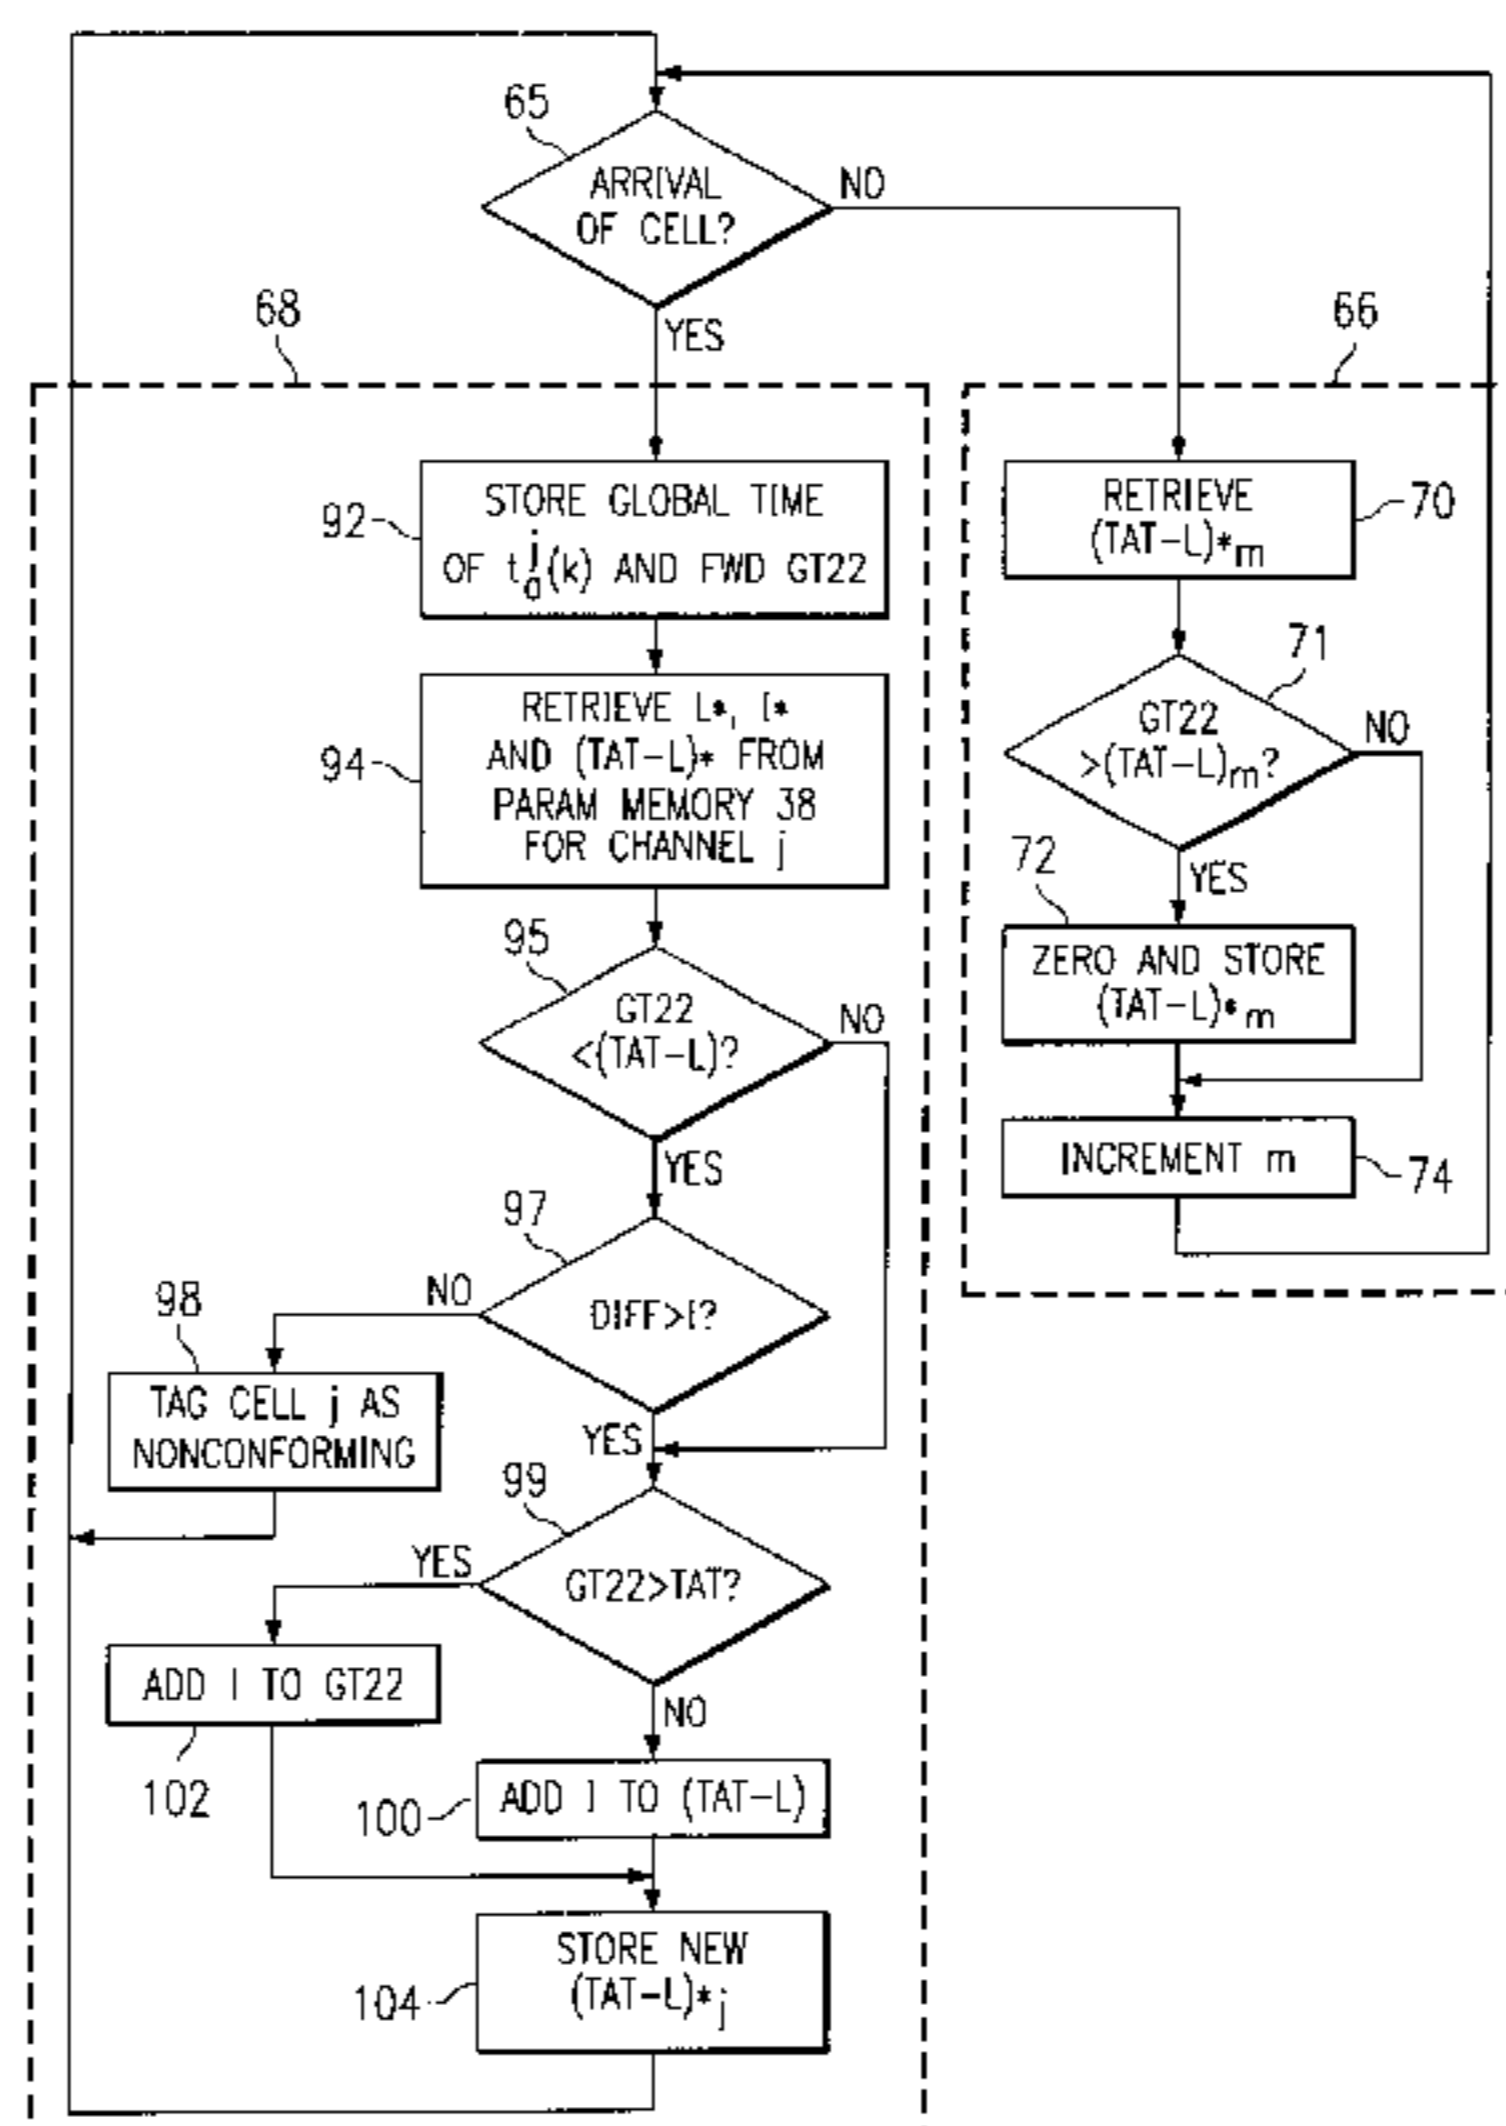 65
ARRIVAL
OF CELL?
NO
YES
68
66
92
STORE GLOBAL TIME
OF t_a^j(k) AND FWD GT22
94
RETRIEVE L*, I*
AND (TAT-L)* FROM
PARAM MEMORY 38
FOR CHANNEL j
95
GT22
<(TAT-L)?
NO
YES
97
DIFF>I?
NO
YES
98
TAG CELL j AS
NONCONFORMING
99
GT22>TAT?
YES
NO
ADD I TO GT22
102
100
ADD I TO (TAT-L)
104
STORE NEW
(TAT-L)*j
RETRIEVE
(TAT-L)*m
70
71
GT22
>(TAT-L)m?
NO
YES
72
ZERO AND STORE
(TAT-L)*m
INCREMENT m
74